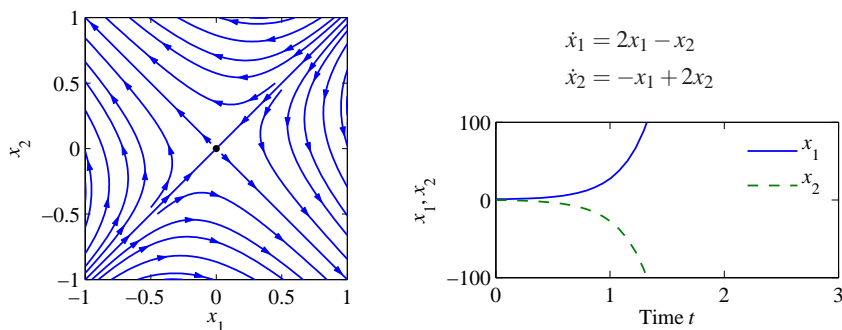 1
0.5
0
−0.5
−1
−1
−0.5
0
0.5
1
x₂
x₁
ẋ₁ = 2x₁ − x₂
ẋ₂ = −x₁ + 2x₂
100
0
−100
x₁, x₂
x₁
x₂
0
1
2
3
Time t